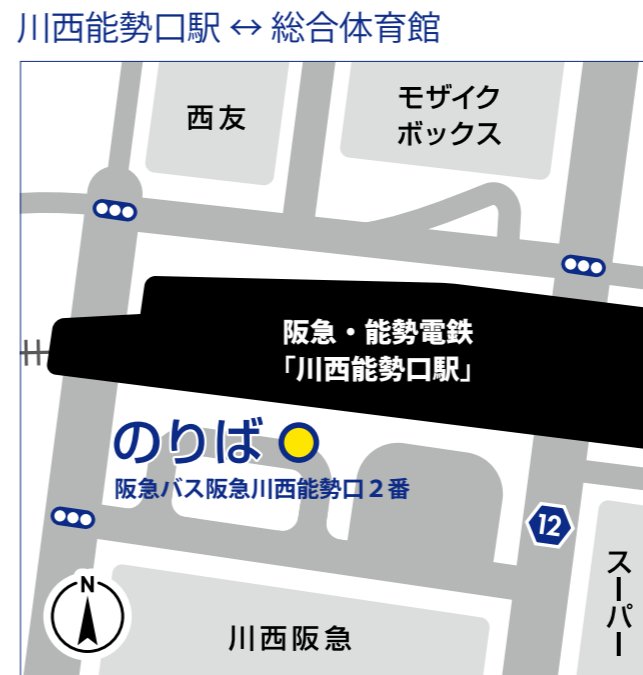 川西能勢口駅 ↔ 総合体育館
西友
モザイク
ボックス
阪急・能勢電鉄
「川西能勢口駅」
のりば
阪急バス阪急川西能勢口２番
12
スーパー
N
川西阪急